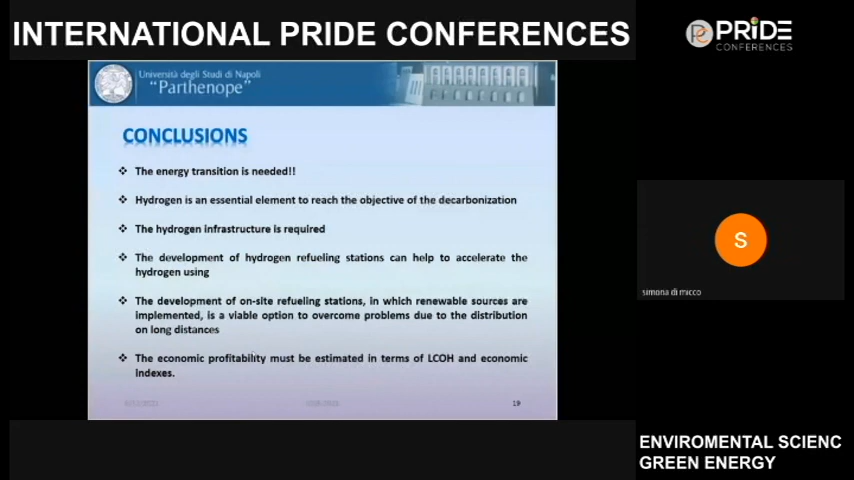 INTERNATIONAL PRIDE CONFERENCES
PC PRIDE
CONFERENCES
Università degli Studi di Napoli
"Parthenope"
CONCLUSIONS
❖ The energy transition is needed!!
❖ Hydrogen is an essential element to reach the objective of the decarbonization
❖ The hydrogen infrastructure is required
❖ The development of hydrogen refueling stations can help to accelerate the
hydrogen using
❖ The development of on-site refueling stations, in which renewable sources are
implemented, is a viable option to overcome problems due to the distribution
on long distances
❖ The economic profitability must be estimated in terms of LCOH and economic
indexes.
19
S
simona di micco
ENVIROMENTAL SCIENC
GREEN ENERGY